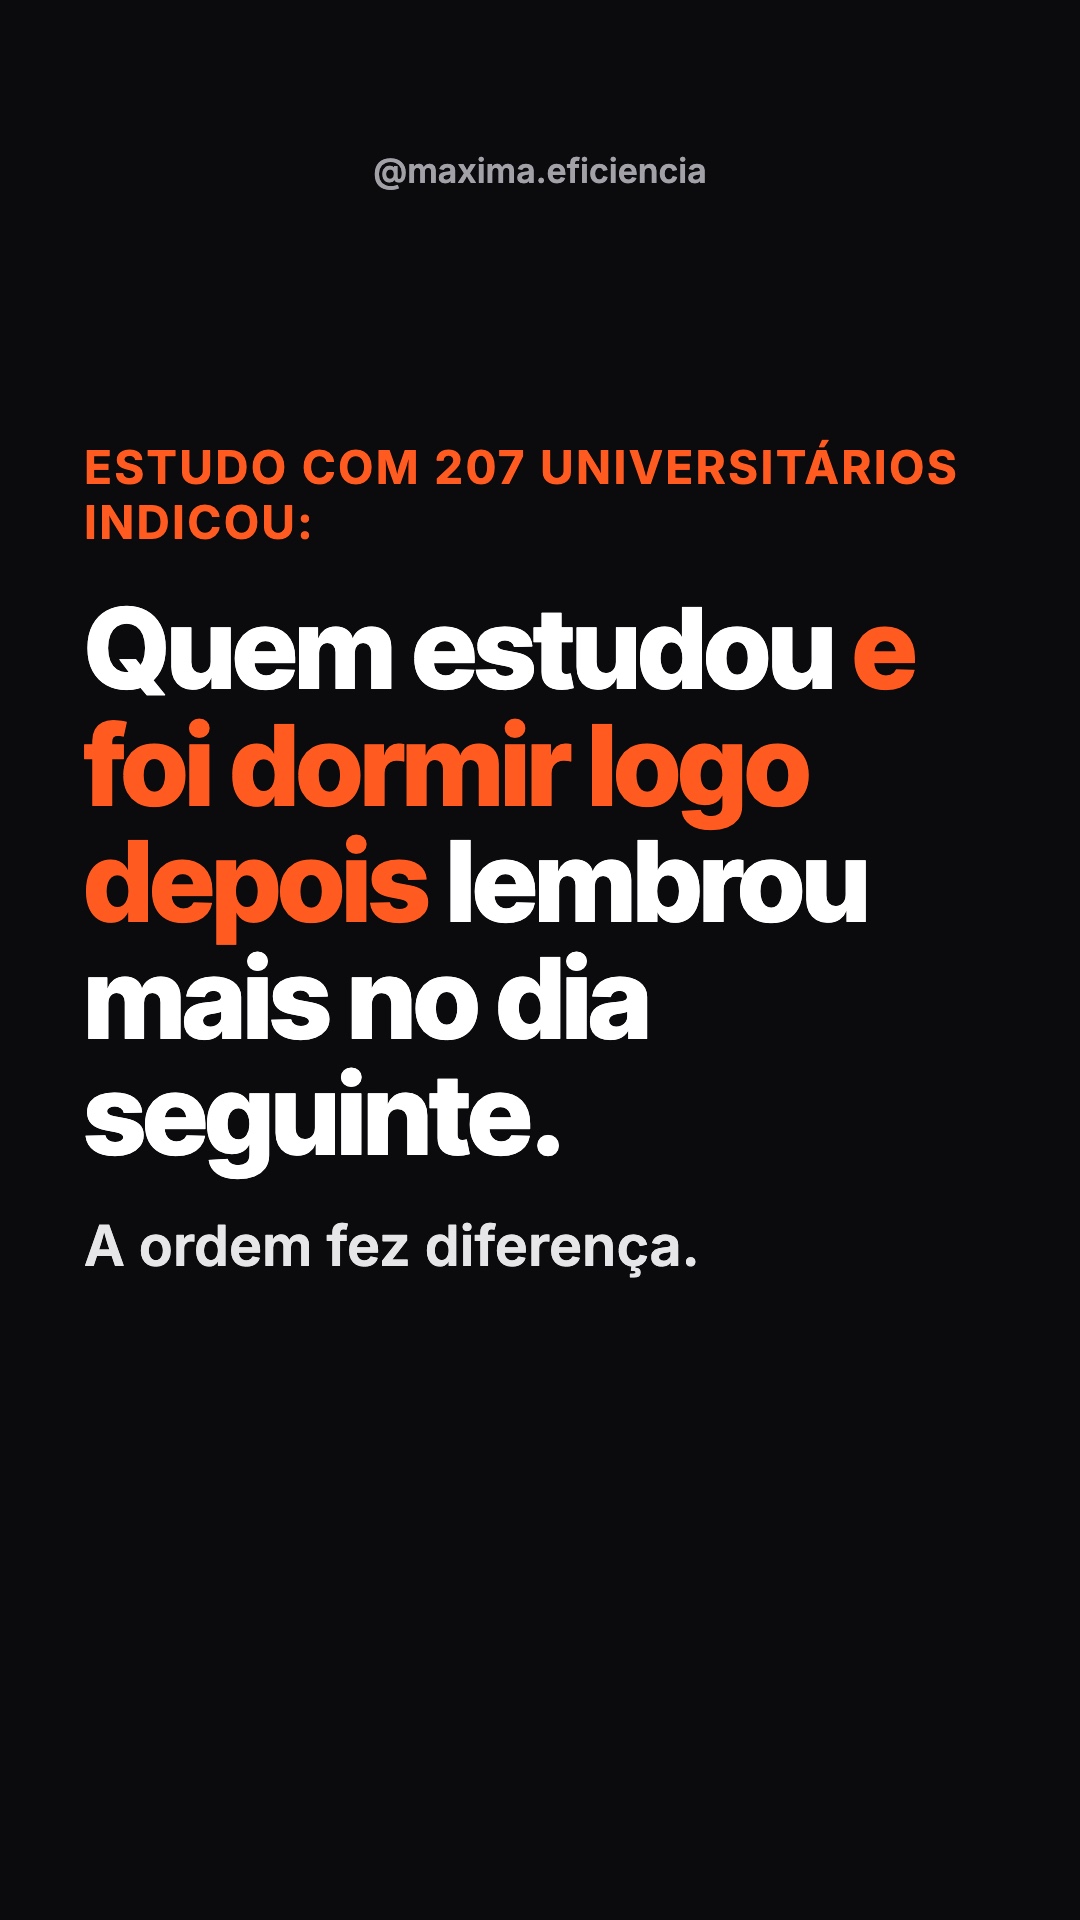 @maxima.eficiencia
ESTUDO COM 207 UNIVERSITÁRIOS
INDICOU:
Quem estudou e
foi dormir logo
depois lembrou
mais no dia
seguinte.
A ordem fez diferença.